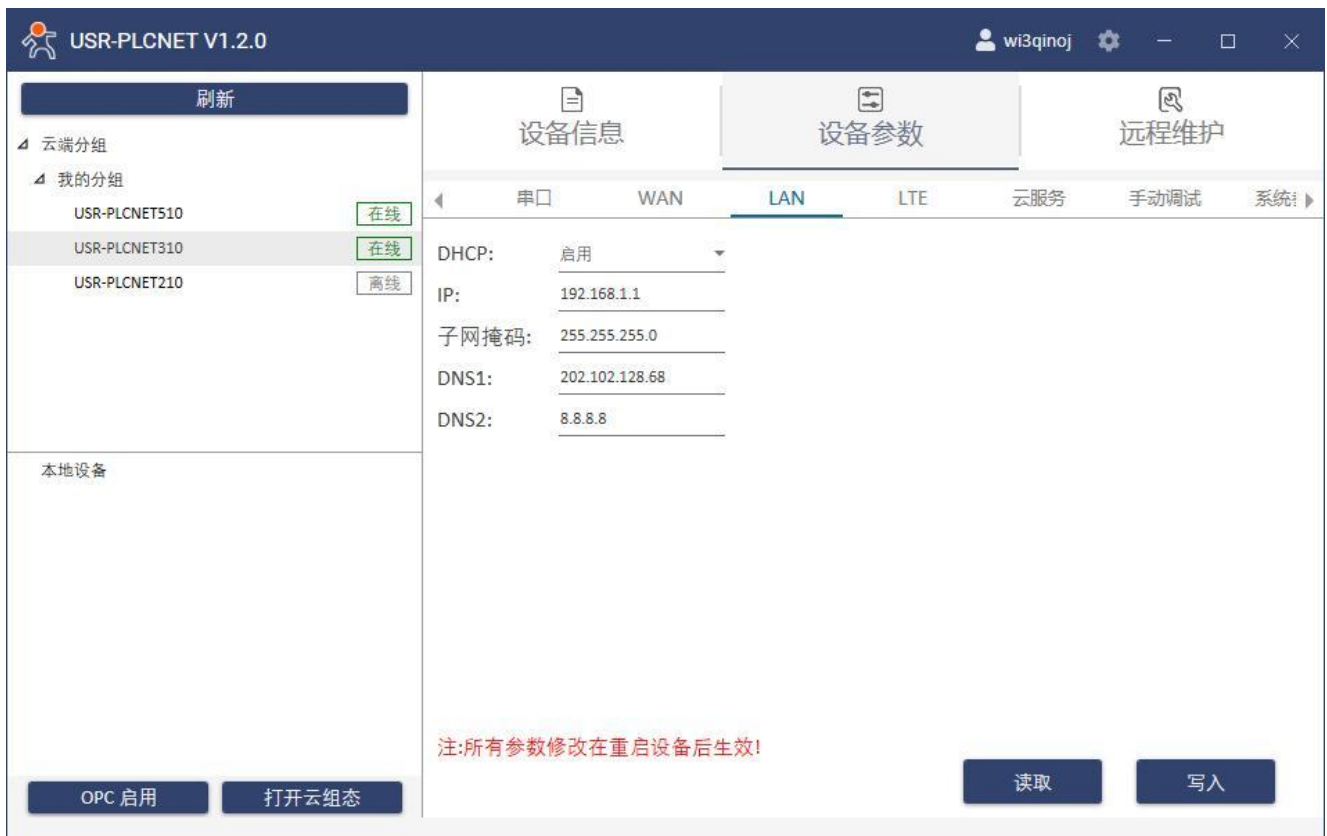 USR-PLCNET V1.2.0
wi3qinoj
刷新
云端分组
我的分组
USR-PLCNET510 在线
USR-PLCNET310 在线
USR-PLCNET210 离线
本地设备
OPC 启用 打开云组态
设备信息 设备参数 远程维护
串口 WAN LAN LTE 云服务 手动调试 系统
DHCP: 启用
IP: 192.168.1.1
子网掩码: 255.255.255.0
DNS1: 202.102.128.68
DNS2: 8.8.8.8
注:所有参数修改在重启设备后生效!
读取 写入